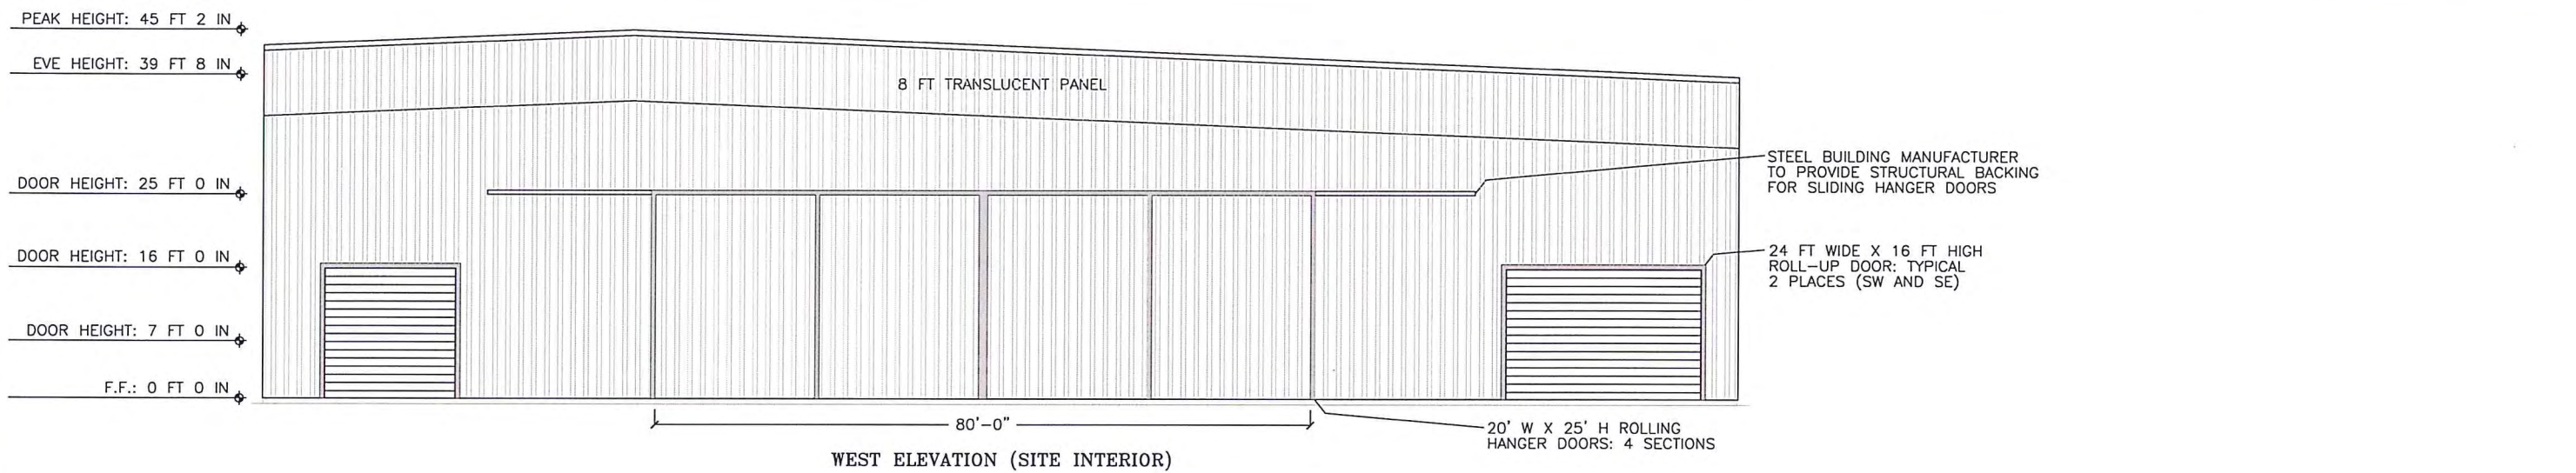 PEAK HEIGHT: 45 FT 2 IN
EVE HEIGHT: 39 FT 8 IN
8 FT TRANSLUCENT PANEL
DOOR HEIGHT: 25 FT 0 IN
STEEL BUILDING MANUFACTURER
TO PROVIDE STRUCTURAL BACKING
FOR SLIDING HANGER DOORS
DOOR HEIGHT: 16 FT 0 IN
24 FT WIDE X 16 FT HIGH
ROLL-UP DOOR: TYPICAL
2 PLACES (SW AND SE)
DOOR HEIGHT: 7 FT 0 IN
F.F.: 0 FT 0 IN
80'-0"
20' W X 25' H ROLLING
HANGER DOORS: 4 SECTIONS
WEST ELEVATION (SITE INTERIOR)